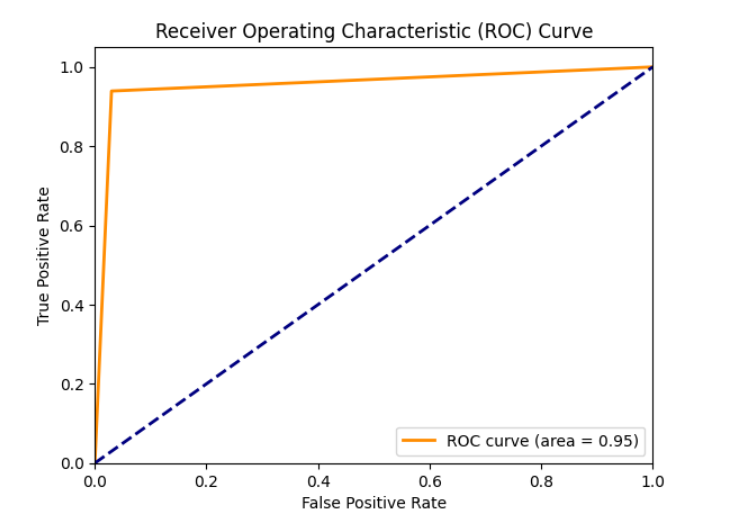 Receiver Operating Characteristic (ROC) Curve
1.0
0.8
0.6
0.4
0.2
0.0
True Positive Rate
ROC curve (area = 0.95)
0.0 0.2 0.4 0.6 0.8 1.0
False Positive Rate